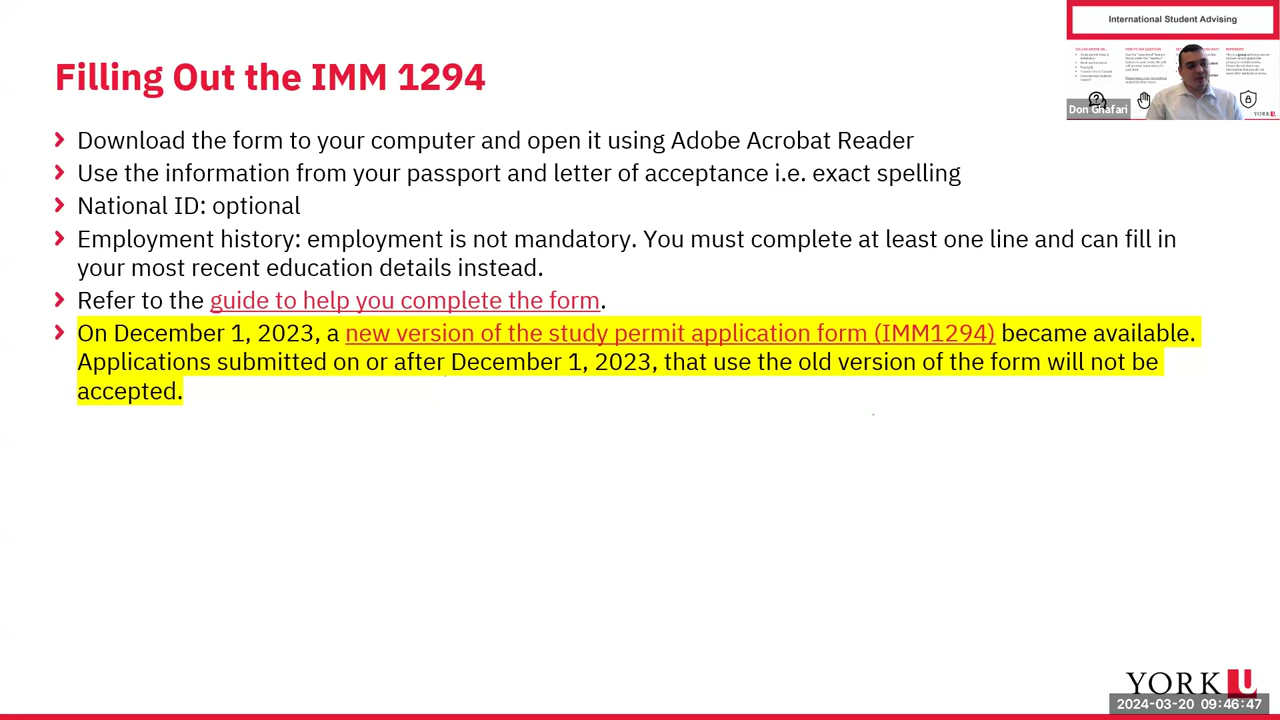 International Student Advising
Filling Out the IMM 1294
Don Ghafari
Download the form to your computer and open it using Adobe Acrobat Reader
Use the information from your passport and letter of acceptance i.e. exact spelling
National ID: optional
Employment history: employment is not mandatory. You must complete at least one line and can fill in
your most recent education details instead.
Refer to the guide to help you complete the form.
On December 1, 2023, a new version of the study permit application form (IMM1294) became available.
Applications submitted on or after December 1, 2023, that use the old version of the form will not be
accepted.
YORK U
2024-03-20 09:46:47